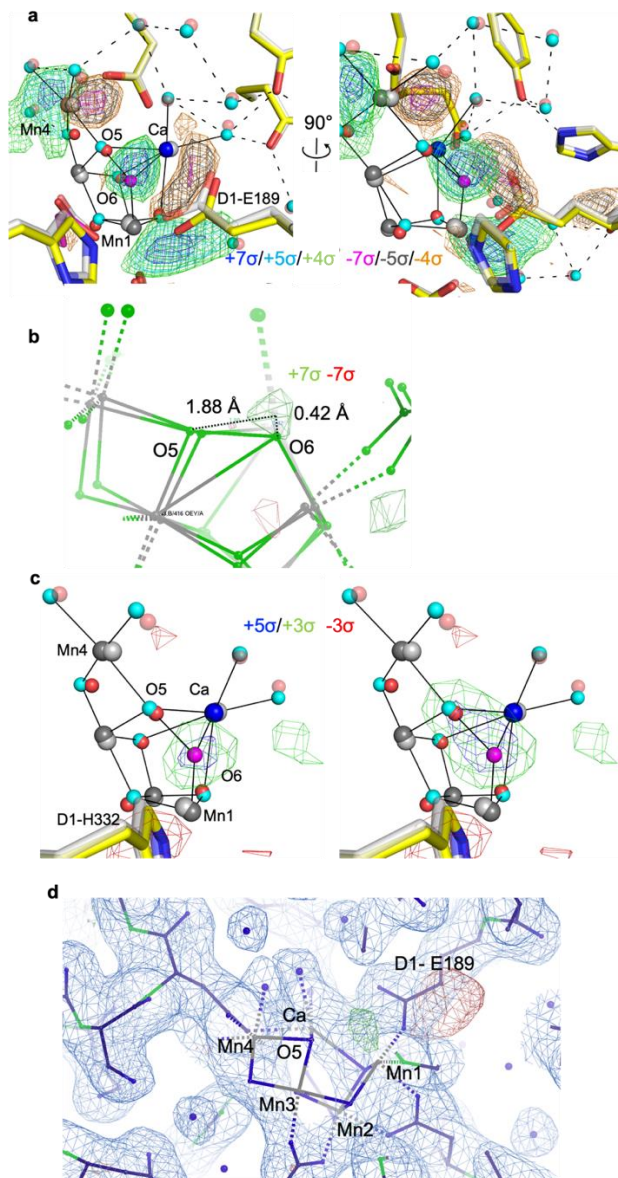 a
Mn4
O5
Ca
O6
D1-E189
Mn1
90°
+7σ/+5σ/+4σ -7σ/-5σ/-4σ
b
+7σ -7σ
1.88 Å
0.42 Å
O5
O6
c
+5σ/+3σ -3σ
Mn4
O5
Ca
O6
D1-H332
Mn1
d
D1- E189
Ca
Mn4
O5
Mn1
Mn3
Mn2